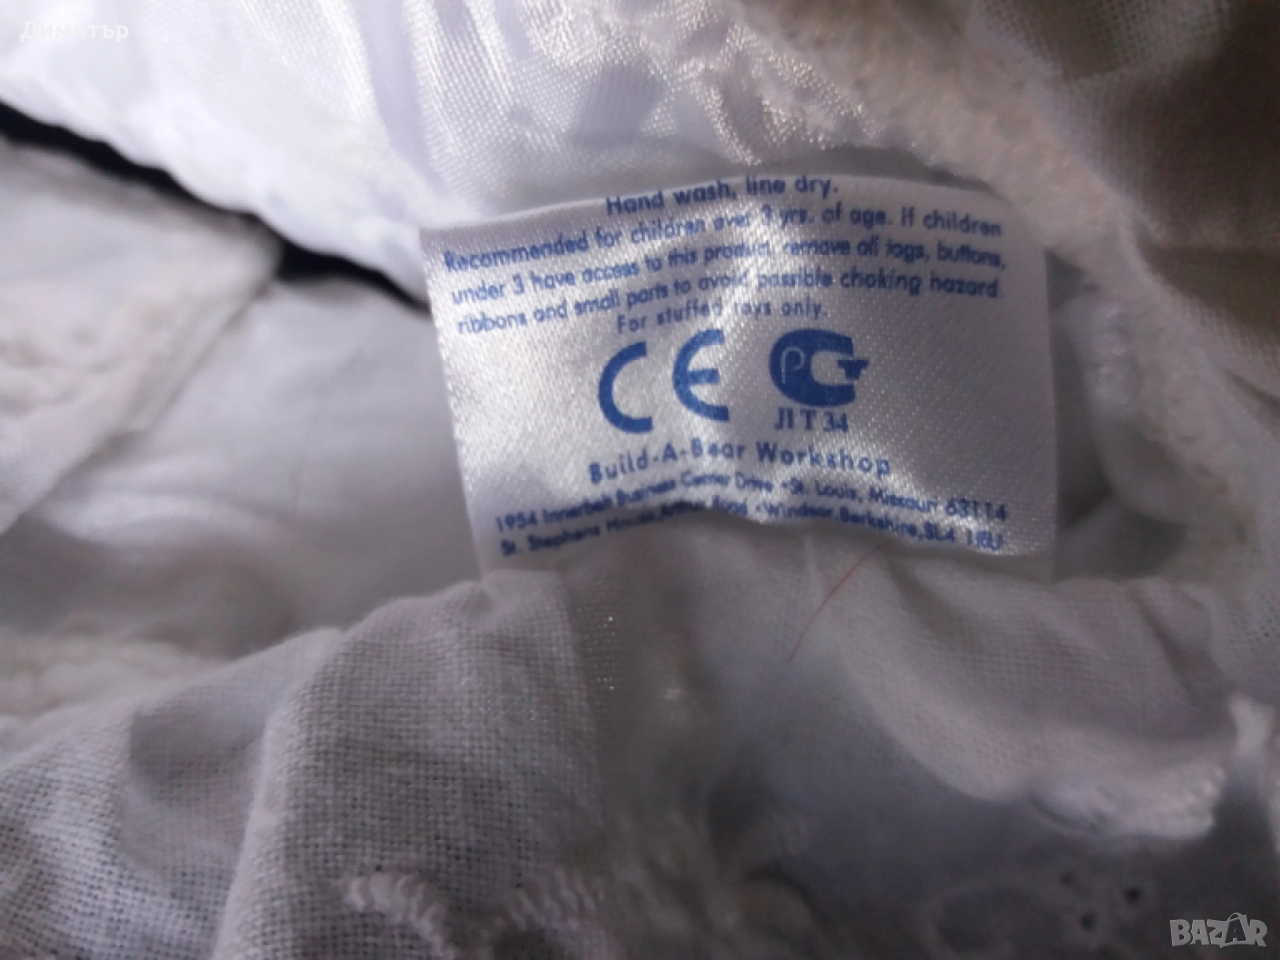 Димитър
Hand wash, line dry.
Recommended for children over 3 yrs. of age. If children
under 3 have access to this product, remove all tags, buttons,
ribbons and small parts to avoid possible choking hazard.
For stuffed toys only.
CE PC
ЛТ34
Build-A-Bear Workshop
1954 Innerbelt Business Center Drive • St. Louis, Missouri 63114
St. Stephens House, Arthur Road • Windsor, Berkshire, SL4 1RU
BAZAR